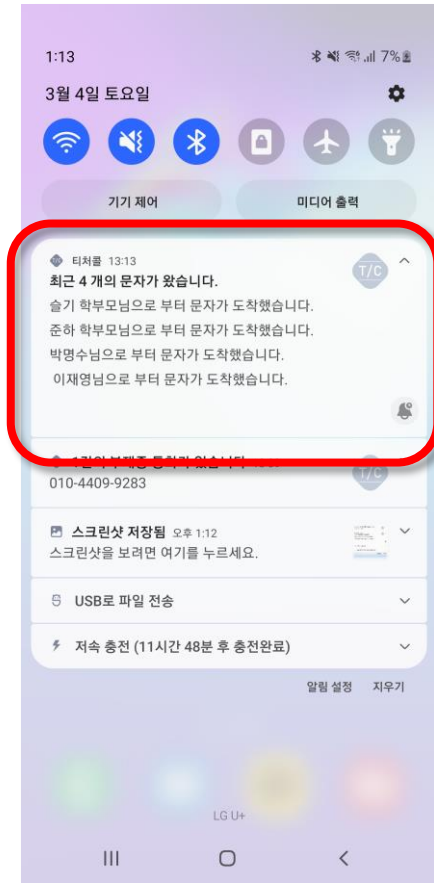 1:13
7%
3월 4일 토요일
기기 제어
미디어 출력
티처콜 13:13
T/C
최근 4 개의 문자가 왔습니다.
슬기 학부모님으로 부터 문자가 도착했습니다.
준하 학부모님으로 부터 문자가 도착했습니다.
박명수님으로 부터 문자가 도착했습니다.
이재영님으로 부터 문자가 도착했습니다.
T/C
010-4409-9283
스크린샷 저장됨 오후 1:12
스크린샷을 보려면 여기를 누르세요.
USB로 파일 전송
저속 충전 (11시간 48분 후 충전완료)
알림 설정 지우기
LG U+